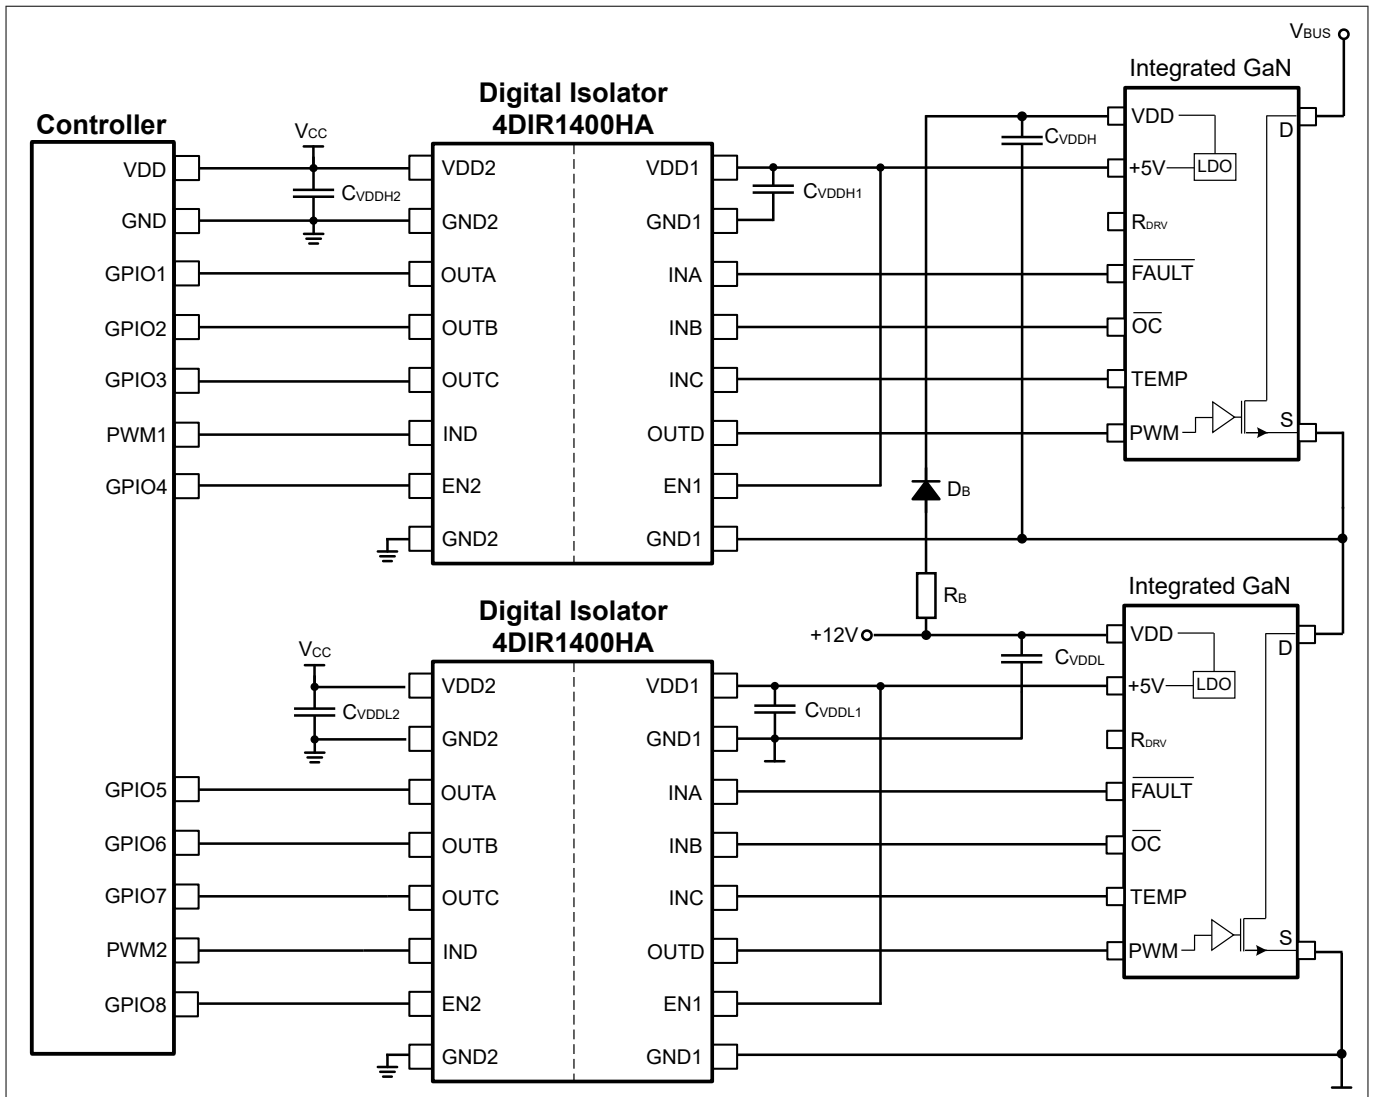 VBUS
Integrated GaN
Digital Isolator
4DIR1400HA
Controller
VCC
VDD
GND
GPIO1
GPIO2
GPIO3
PWM1
GPIO4
CVDDH2
VDD2
GND2
OUTA
OUTB
OUTC
IND
EN2
GND2
VDD1
GND1
INA
INB
INC
OUTD
EN1
GND1
CVDDH1
CVDDH
DB
RB
+12V
VDD
+5V
LDO
RDRV
FAULT
OC
TEMP
PWM
D
S
Integrated GaN
Digital Isolator
4DIR1400HA
VCC
CVDDL2
GPIO5
GPIO6
GPIO7
PWM2
GPIO8
VDD2
GND2
OUTA
OUTB
OUTC
IND
EN2
GND2
VDD1
GND1
INA
INB
INC
OUTD
EN1
GND1
CVDDL1
CVDDL
VDD
+5V
LDO
RDRV
FAULT
OC
TEMP
PWM
D
S